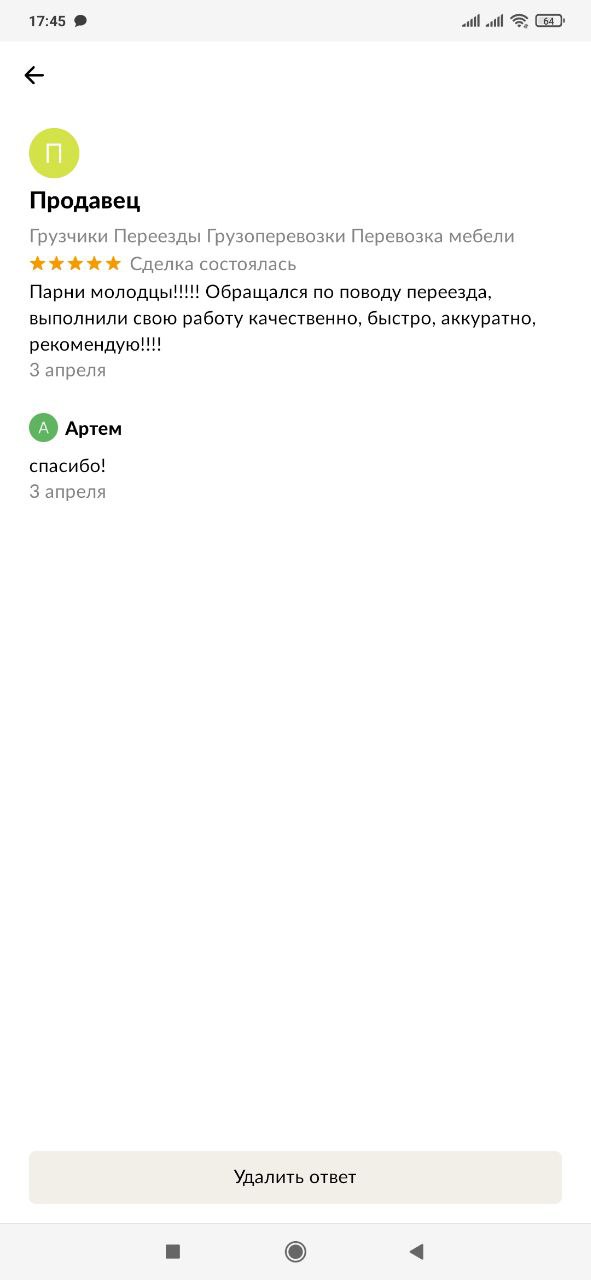 17:45
64
П
Продавец
Грузчики Переезды Грузоперевозки Перевозка мебели
Сделка состоялась
Парни молодцы!!!!! Обращался по поводу переезда,
выполнили свою работу качественно, быстро, аккуратно,
рекомендую!!!!
3 апреля
А Артем
спасибо!
3 апреля
Удалить ответ